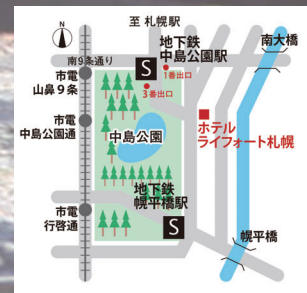 至 札幌駅
N
地下鉄
中島公園駅
南大橋
南9条通り
S
1番出口
市電
山鼻9条
3番出口
市電
中島公園通
中島公園
ホテル
ライフォート札幌
地下鉄
幌平橋駅
市電
行啓通
S
幌平橋